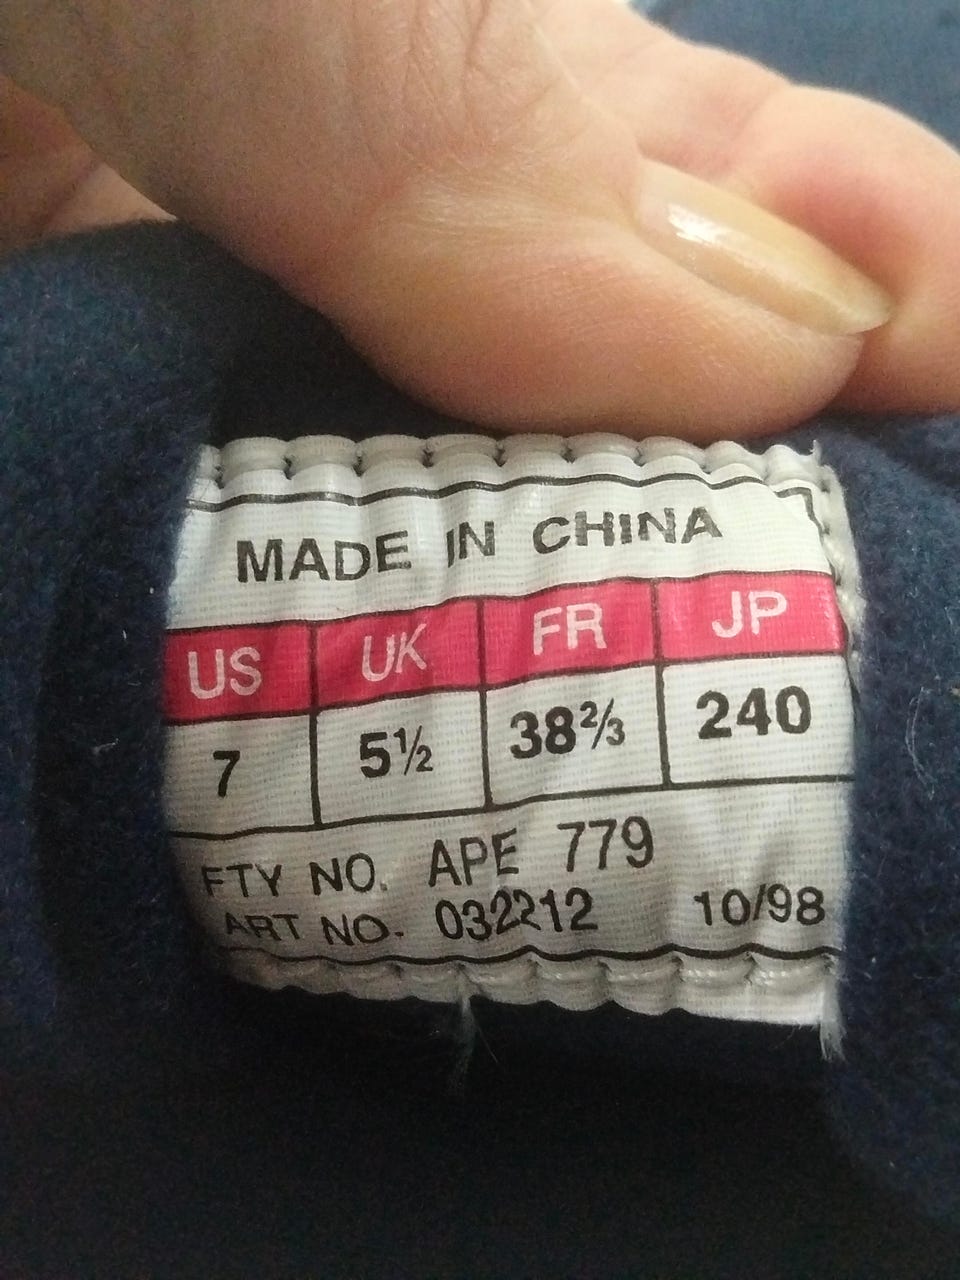 MADE IN CHINA
US UK FR JP
7 5½ 38⅔ 240
FTY NO. APE 779
ART NO. 032212 10/98